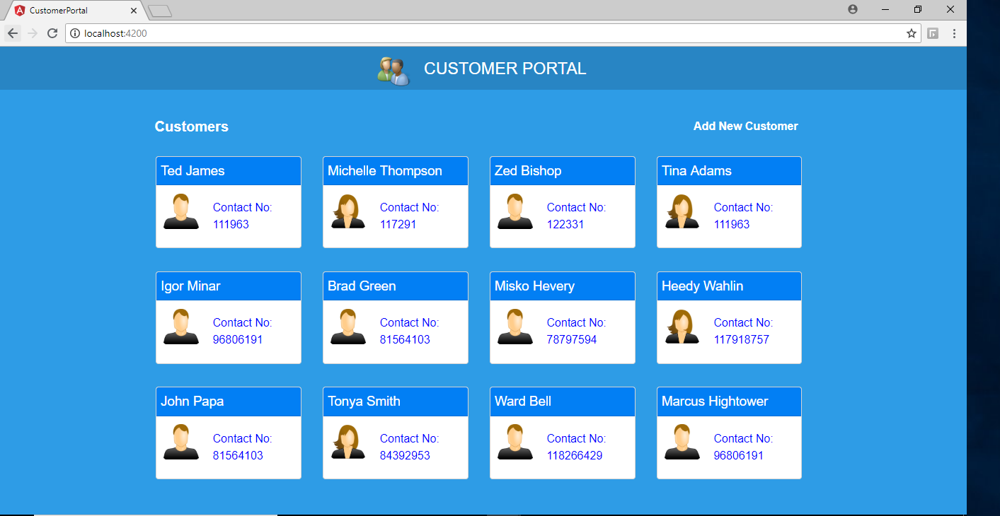 CustomerPortal
localhost:4200
CUSTOMER PORTAL
Customers
Add New Customer
Ted James
Contact No:
111963
Michelle Thompson
Contact No:
117291
Zed Bishop
Contact No:
122331
Tina Adams
Contact No:
111963
Igor Minar
Contact No:
96806191
Brad Green
Contact No:
81564103
Misko Hevery
Contact No:
78797594
Heedy Wahlin
Contact No:
117918757
John Papa
Contact No:
81564103
Tonya Smith
Contact No:
84392953
Ward Bell
Contact No:
118266429
Marcus Hightower
Contact No:
96806191